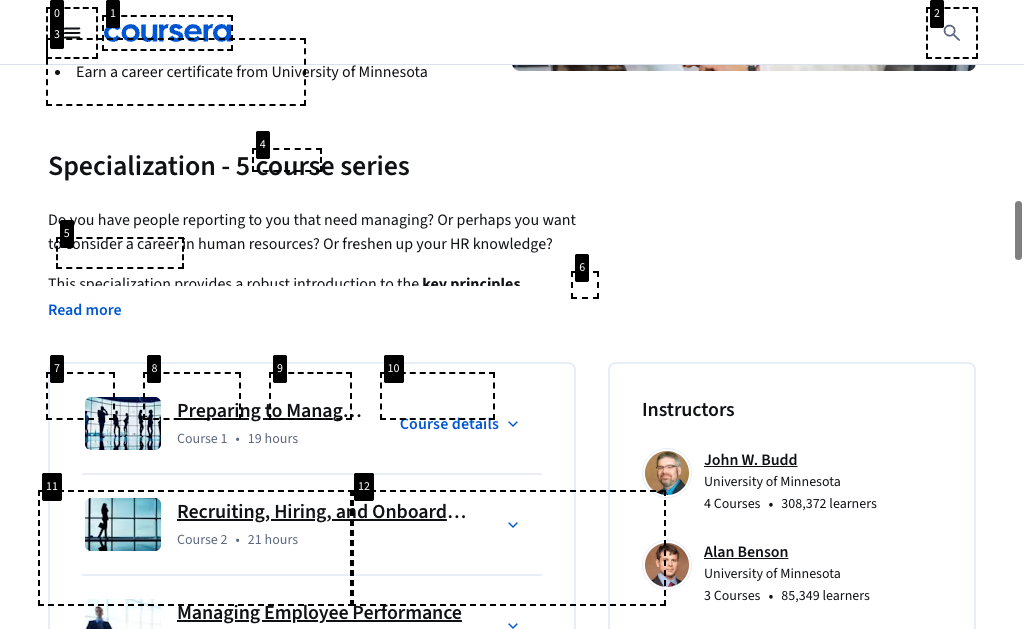 0
1
2
3
coursera
Earn a career certificate from University of Minnesota
4
Specialization - 5 course series
Do you have people reporting to you that need managing? Or perhaps you want
5
to consider a career in human resources? Or freshen up your HR knowledge?
6
This specialization provides a robust introduction to the key principles
Read more
7
8
9
10
Preparing to Manag...
Course details
Course 1 • 19 hours
11
12
Recruiting, Hiring, and Onboard...
Course 2 • 21 hours
Managing Employee Performance
Instructors
John W. Budd
University of Minnesota
4 Courses • 308,372 learners
Alan Benson
University of Minnesota
3 Courses • 85,349 learners